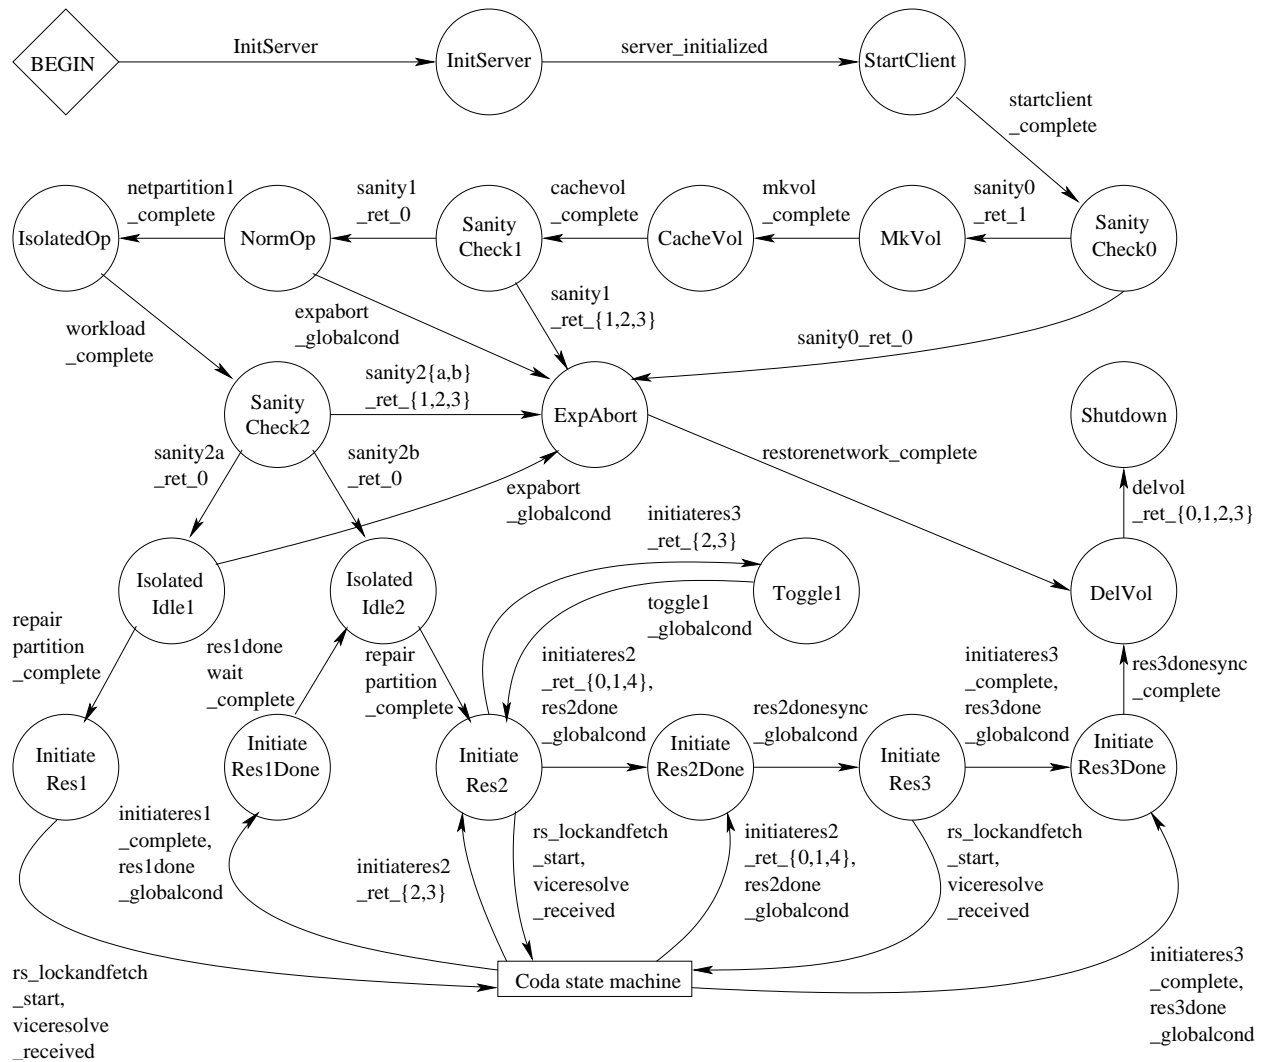 InitServer
server_initialized
BEGIN
InitServer
StartClient
startclient
_complete
netpartition1
_complete
sanity1
_ret_0
cachevol
_complete
mkvol
_complete
sanity0
_ret_1
IsolatedOp
NormOp
Sanity
Check1
CacheVol
MkVol
Sanity
Check0
workload
_complete
expabort
_globalcond
sanity1
_ret_{1,2,3}
sanity0_ret_0
Sanity
Check2
sanity2{a,b}
_ret_{1,2,3}
ExpAbort
Shutdown
sanity2a
_ret_0
sanity2b
_ret_0
expabort
_globalcond
restorenetwork_complete
delvol
_ret_{0,1,2,3}
initiateres3
_ret_{2,3}
Isolated
Idle1
Isolated
Idle2
Toggle1
DelVol
toggle1
_globalcond
repair
partition
_complete
res1done
wait
_complete
repair
partition
_complete
initiateres2
_ret_{0,1,4},
res2done
_globalcond
res2donesync
_globalcond
initiateres3
_complete,
res3done
_globalcond
res3donesync
_complete
Initiate
Res1
Initiate
Res1Done
Initiate
Res2
Initiate
Res2Done
Initiate
Res3
Initiate
Res3Done
initiateres1
_complete,
res1done
_globalcond
initiateres2
_ret_{2,3}
rs_lockandfetch
_start,
viceresolve
_received
initiateres2
_ret_{0,1,4},
res2done
_globalcond
rs_lockandfetch
_start,
viceresolve
_received
rs_lockandfetch
_start,
viceresolve
_received
Coda state machine
initiateres3
_complete,
res3done
_globalcond